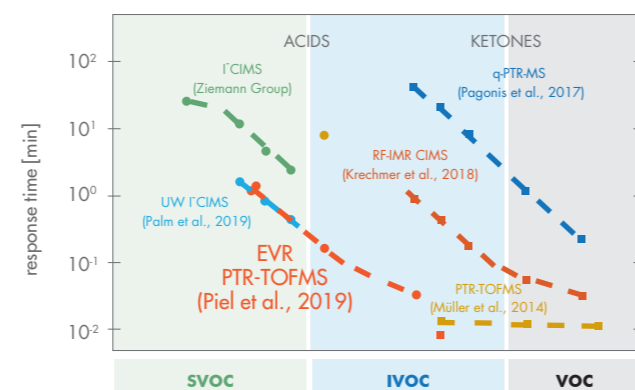 ACIDS
KETONES
10²
10¹
10⁰
10⁻¹
10⁻²
response time [min]
I⁻CIMS
(Ziemann Group)
q-PTR-MS
(Pagonis et al., 2017)
RF-IMR CIMS
(Krechmer et al., 2018)
UW I⁻CIMS
(Palm et al., 2019)
EVR
PTR-TOFMS
(Piel et al., 2019)
PTR-TOFMS
(Müller et al., 2014)
SVOC
IVOC
VOC